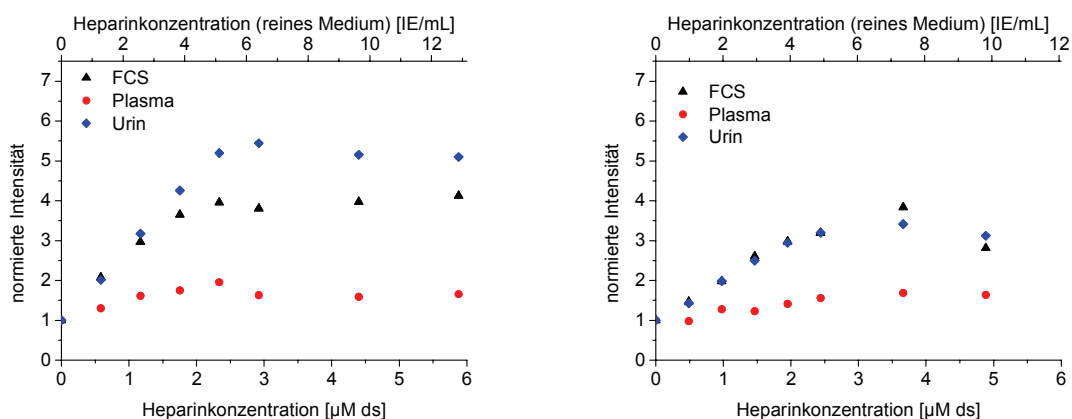 Heparinkonzentration (reines Medium) [IE/mL]
0 2 4 6 8 10 12
7
6
5
4
3
2
1
0
FCS
Plasma
Urin
normierte Intensität
0 1 2 3 4 5 6
Heparinkonzentration [µM ds]
Heparinkonzentration (reines Medium) [IE/mL]
0 2 4 6 8 10 12
7
6
5
4
3
2
1
0
FCS
Plasma
Urin
normierte Intensität
0 1 2 3 4 5 6
Heparinkonzentration [µM ds]